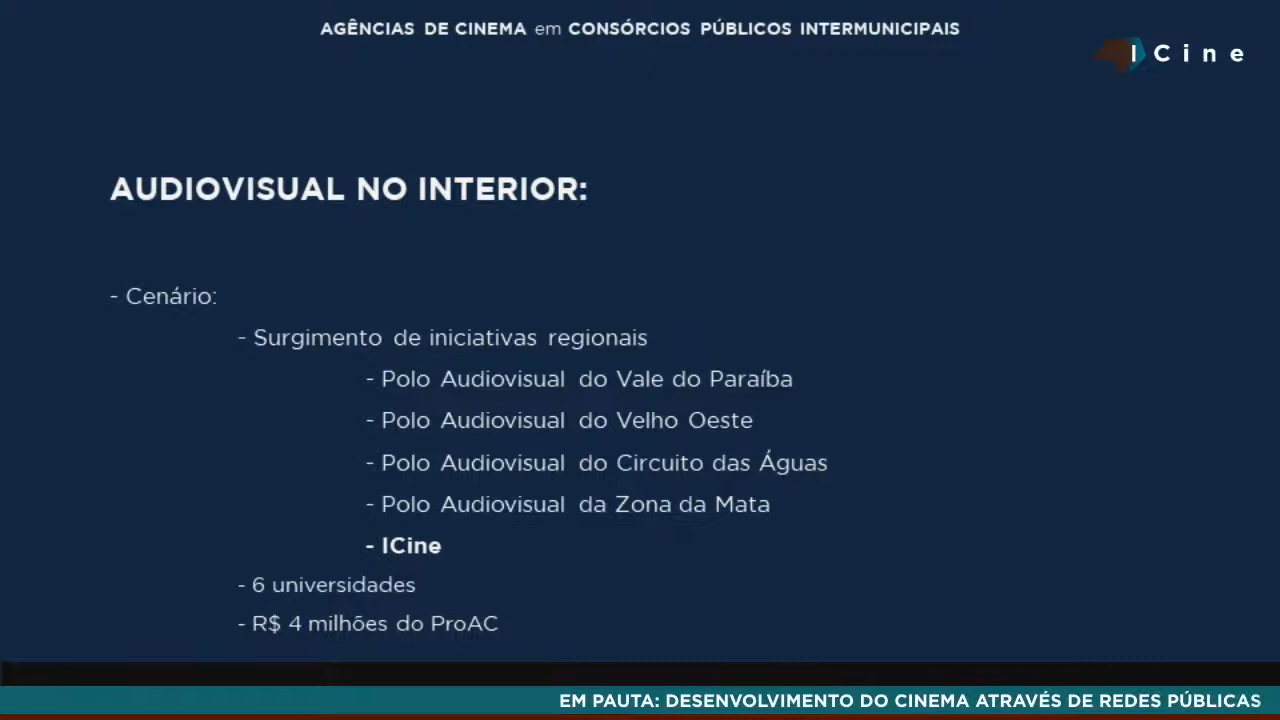 AGÊNCIAS DE CINEMA em CONSÓRCIOS PÚBLICOS INTERMUNICIPAIS
ICine
AUDIOVISUAL NO INTERIOR:
- Cenário:
- Surgimento de iniciativas regionais
- Polo Audiovisual do Vale do Paraíba
- Polo Audiovisual do Velho Oeste
- Polo Audiovisual do Circuito das Águas
- Polo Audiovisual da Zona da Mata
- ICine
- 6 universidades
- R$ 4 milhões do ProAC
EM PAUTA: DESENVOLVIMENTO DO CINEMA ATRAVÉS DE REDES PÚBLICAS